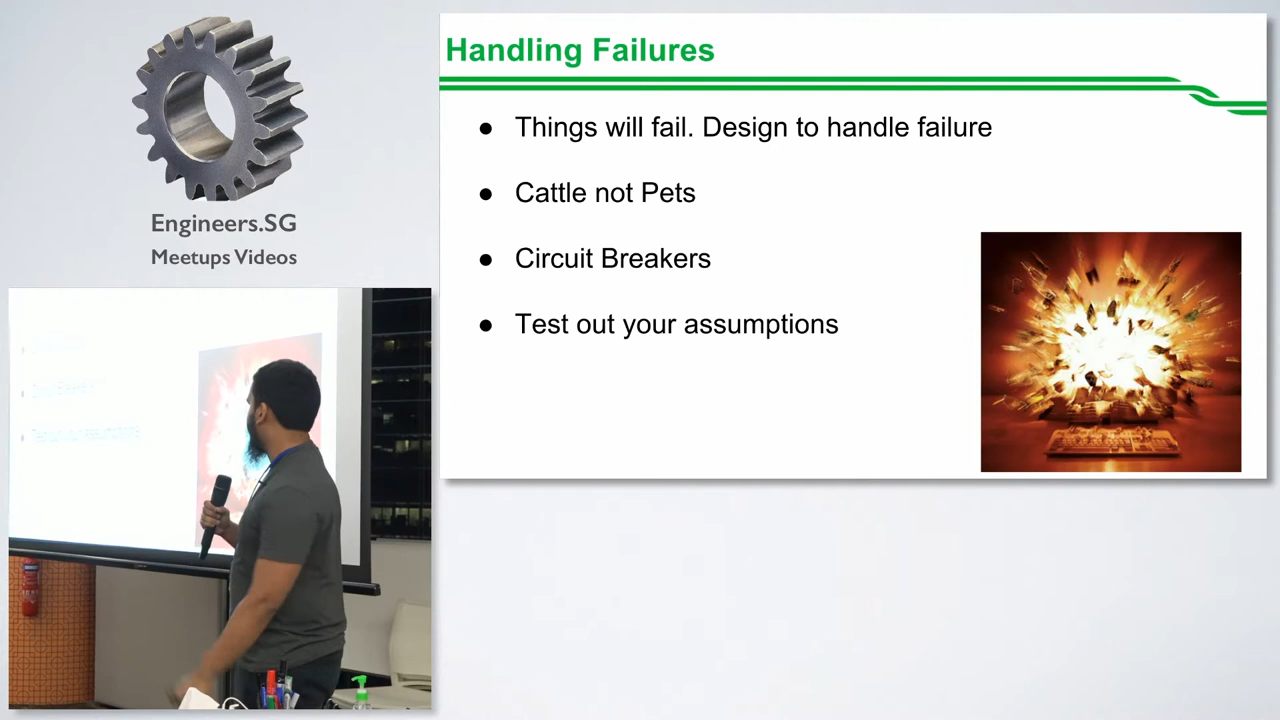 Engineers.SG
Meetups Videos
Handling Failures
● Things will fail. Design to handle failure
● Cattle not Pets
● Circuit Breakers
● Test out your assumptions